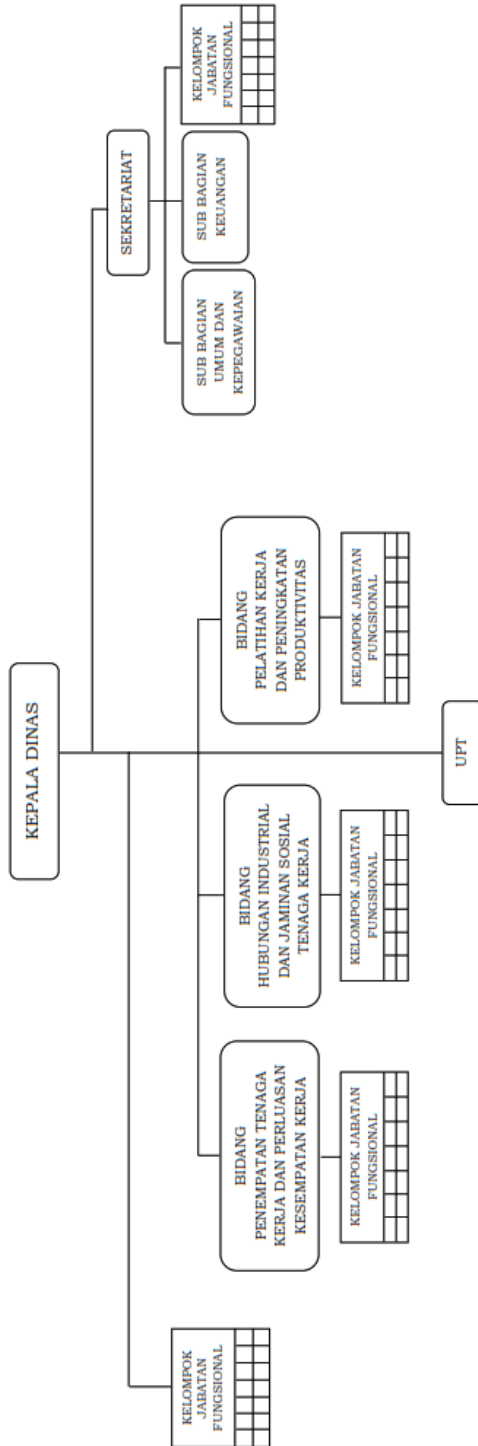 KEPALA DINAS
SEKRETARIAT
KELOMPOK
JABATAN
FUNGSIONAL
SUB BAGIAN
UMUM DAN
KEPEGAWAIAN
SUB BAGIAN
KEUANGAN
KELOMPOK
JABATAN
FUNGSIONAL
BIDANG
PENEMPATAN TENAGA
KERJA DAN PERLUASAN
KESEMPATAN KERJA
BIDANG
HUBUNGAN INDUSTRIAL
DAN JAMINAN SOSIAL
TENAGA KERJA
BIDANG
PELATIHAN KERJA
DAN PENINGKATAN
PRODUKTIVITAS
KELOMPOK JABATAN
FUNGSIONAL
KELOMPOK JABATAN
FUNGSIONAL
KELOMPOK JABATAN
FUNGSIONAL
UPT